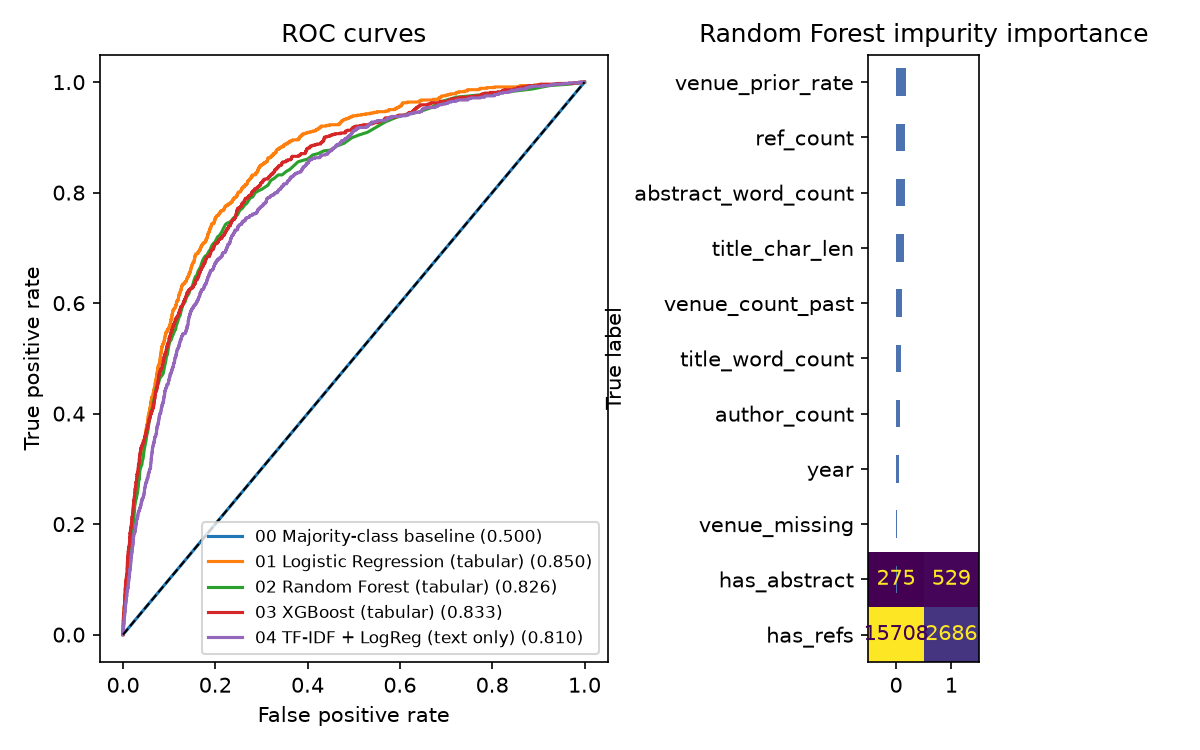 ROC curves
True positive rate
1.0
0.8
0.6
0.4
0.2
0.0
0.0 0.2 0.4 0.6 0.8 1.0
False positive rate
00 Majority-class baseline (0.500)
01 Logistic Regression (tabular) (0.850)
02 Random Forest (tabular) (0.826)
03 XGBoost (tabular) (0.833)
04 TF-IDF + LogReg (text only) (0.810)
Random Forest impurity importance
True label
venue_prior_rate
ref_count
abstract_word_count
title_char_len
venue_count_past
title_word_count
author_count
year
venue_missing
has_abstract
has_refs
275 529
15708 2686
0 1